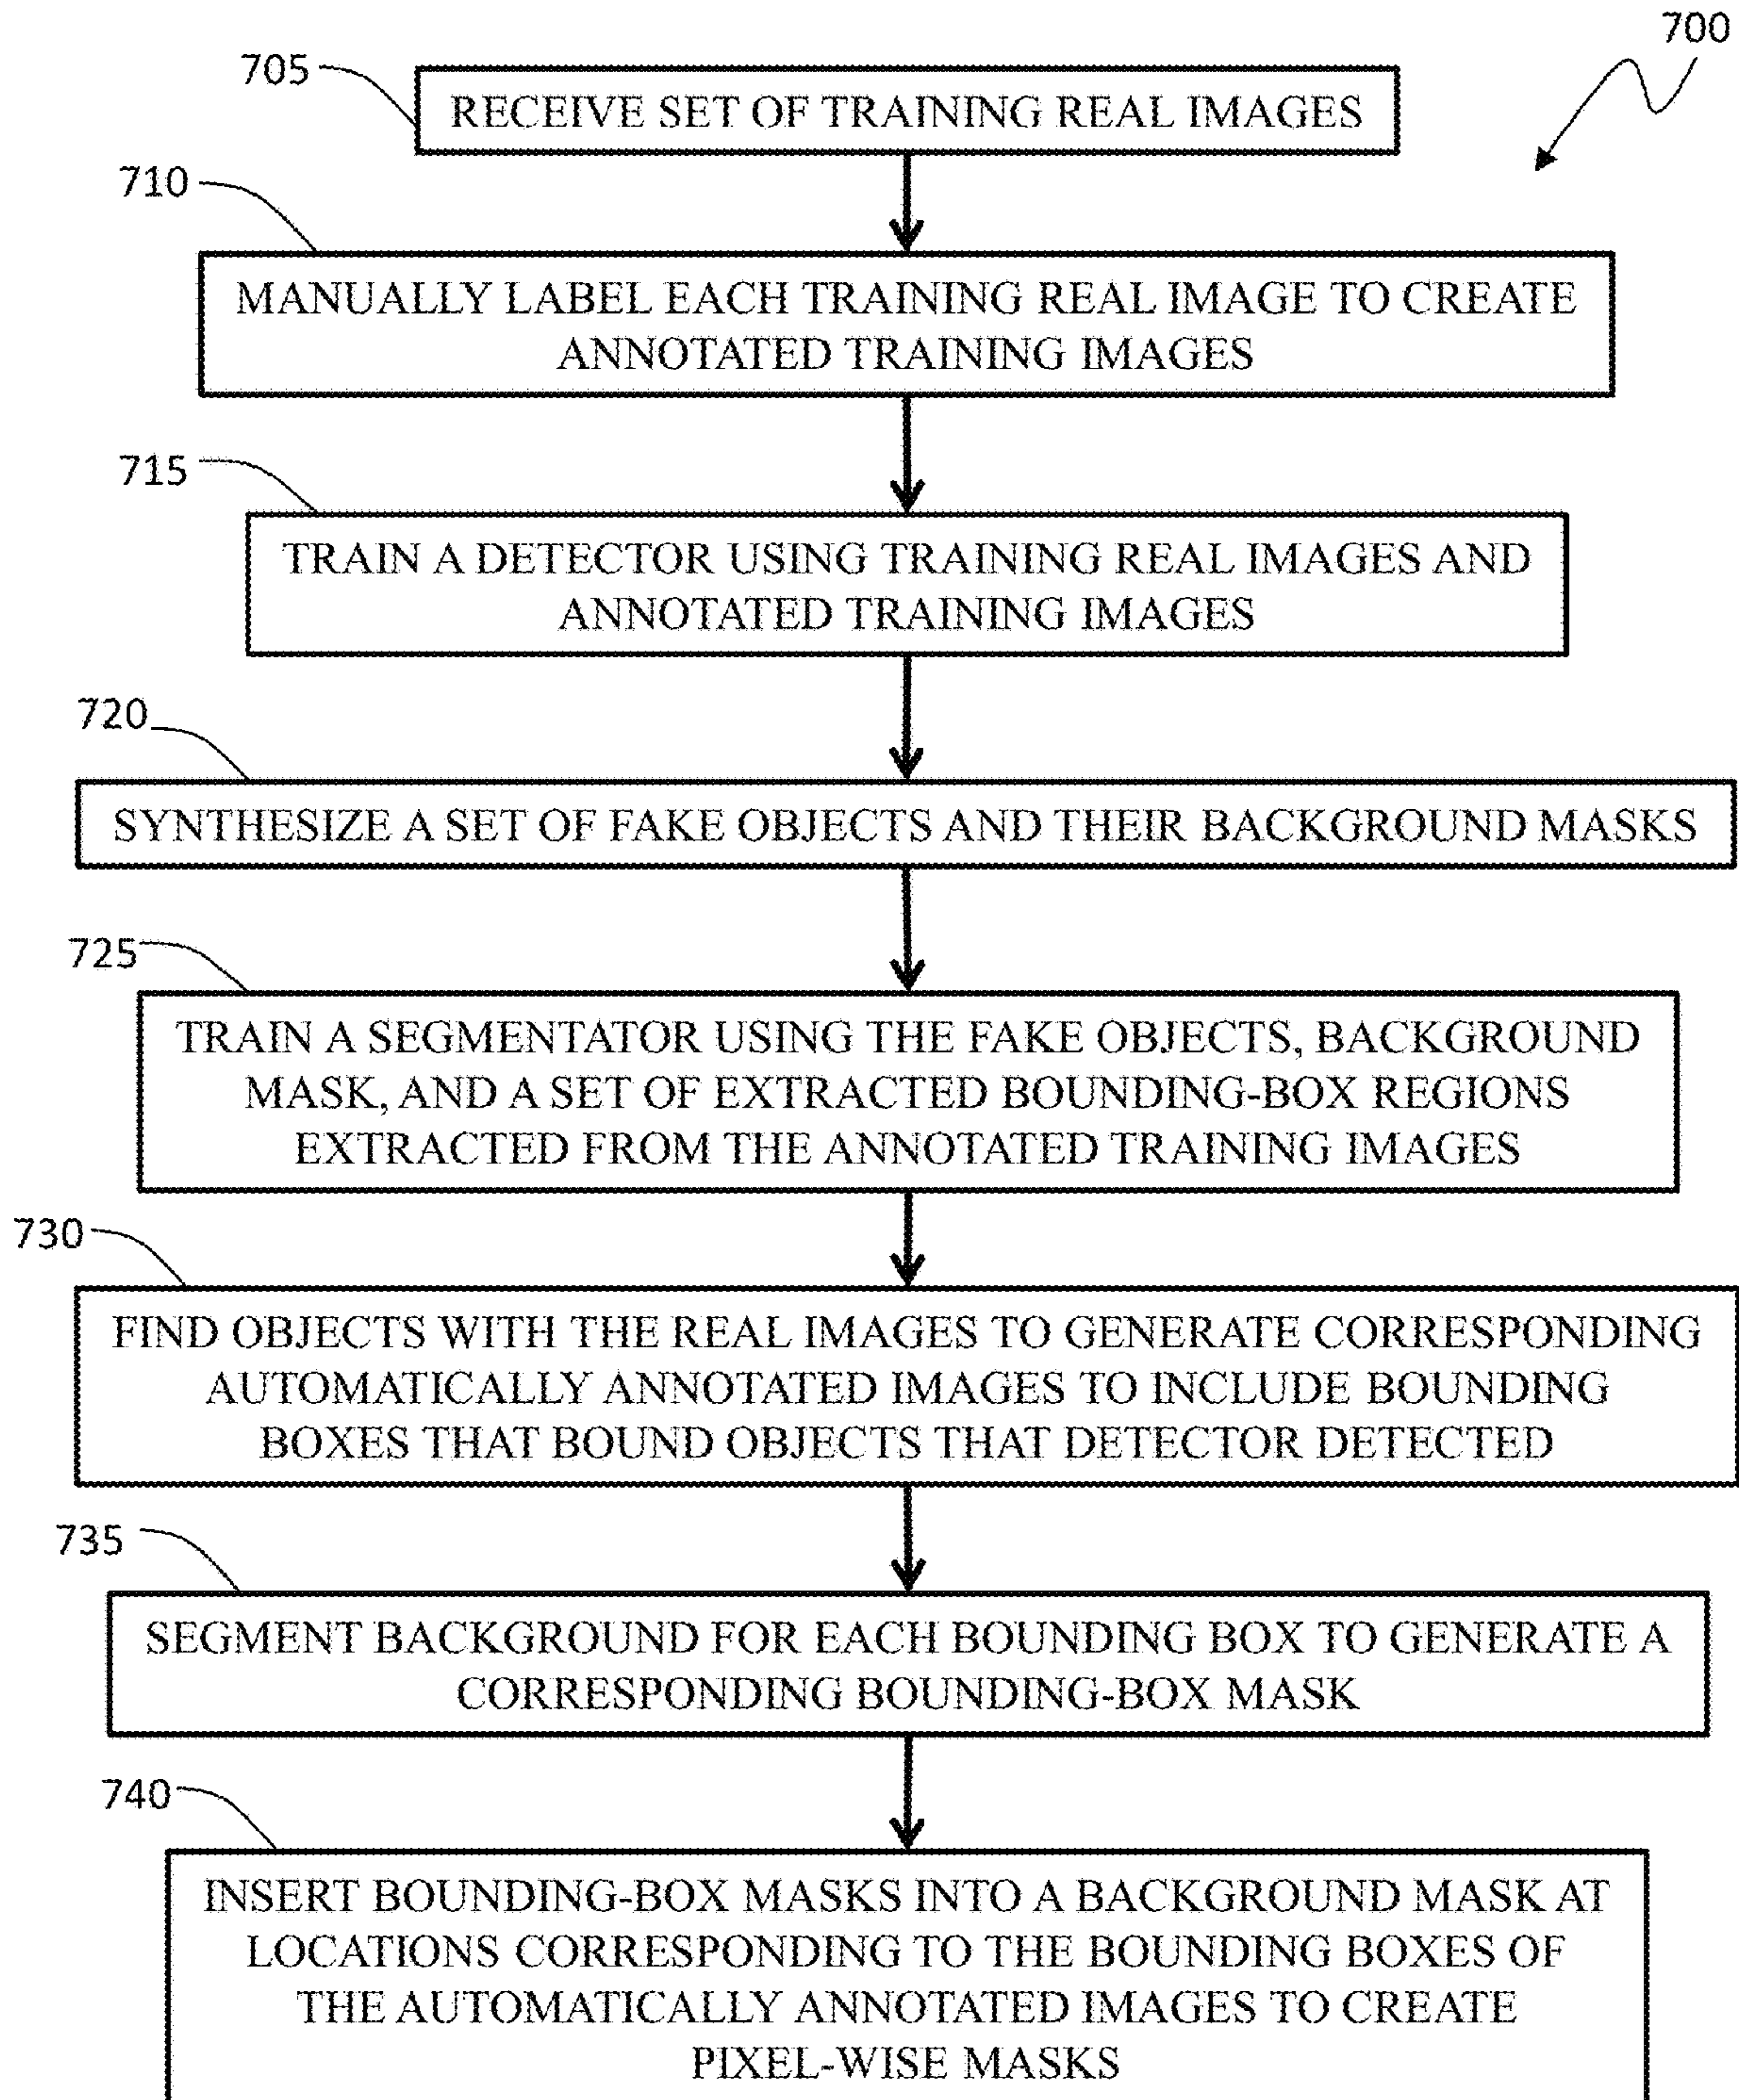 700
705
RECEIVE SET OF TRAINING REAL IMAGES
710
MANUALLY LABEL EACH TRAINING REAL IMAGE TO CREATE
ANNOTATED TRAINING IMAGES
715
TRAIN A DETECTOR USING TRAINING REAL IMAGES AND
ANNOTATED TRAINING IMAGES
720
SYNTHESIZE A SET OF FAKE OBJECTS AND THEIR BACKGROUND MASKS
725
TRAIN A SEGMENTATOR USING THE FAKE OBJECTS, BACKGROUND
MASK, AND A SET OF EXTRACTED BOUNDING-BOX REGIONS
EXTRACTED FROM THE ANNOTATED TRAINING IMAGES
730
FIND OBJECTS WITH THE REAL IMAGES TO GENERATE CORRESPONDING
AUTOMATICALLY ANNOTATED IMAGES TO INCLUDE BOUNDING
BOXES THAT BOUND OBJECTS THAT DETECTOR DETECTED
735
SEGMENT BACKGROUND FOR EACH BOUNDING BOX TO GENERATE A
CORRESPONDING BOUNDING-BOX MASK
740
INSERT BOUNDING-BOX MASKS INTO A BACKGROUND MASK AT
LOCATIONS CORRESPONDING TO THE BOUNDING BOXES OF
THE AUTOMATICALLY ANNOTATED IMAGES TO CREATE
PIXEL-WISE MASKS